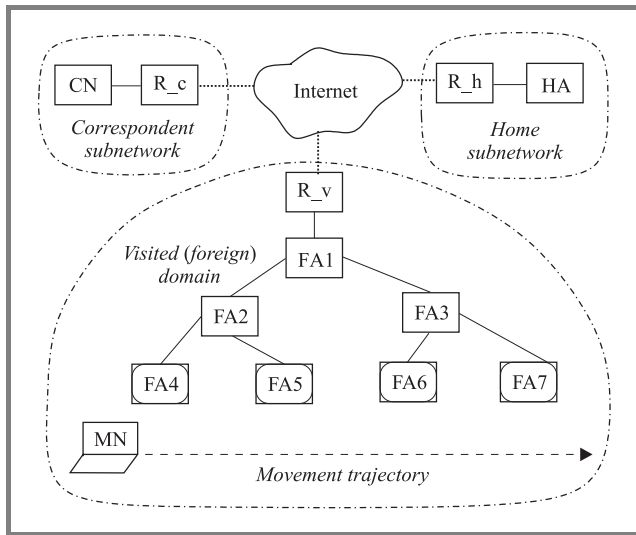 CN
R_c
Internet
R_h
HA
Correspondent
subnetwork
Home
subnetwork
R_v
Visited (foreign)
domain
FA1
FA2
FA3
FA4
FA5
FA6
FA7
MN
Movement trajectory